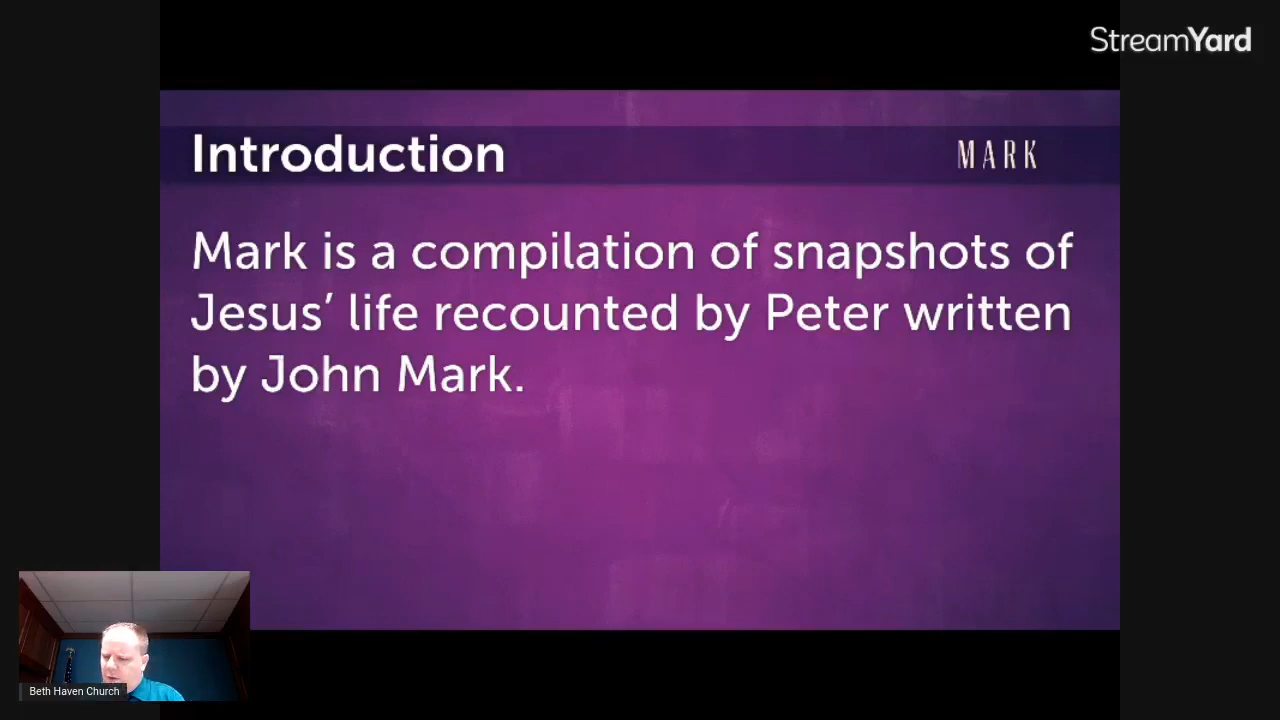 StreamYard
Introduction
MARK
Mark is a compilation of snapshots of
Jesus’ life recounted by Peter written
by John Mark.
Beth Haven Church